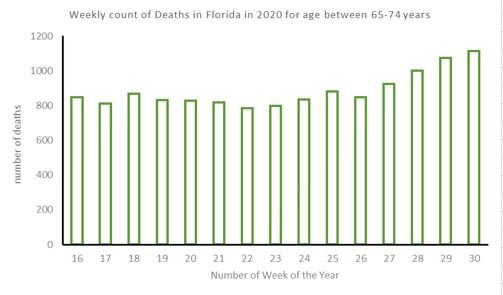 Weekly count of Deaths in Florida in 2020 for age between 65-74 years
1200
1000
800
600
400
200
0
number of deaths
16 17 18 19 20 21 22 23 24 25 26 27 28 29 30
Number of Week of the Year